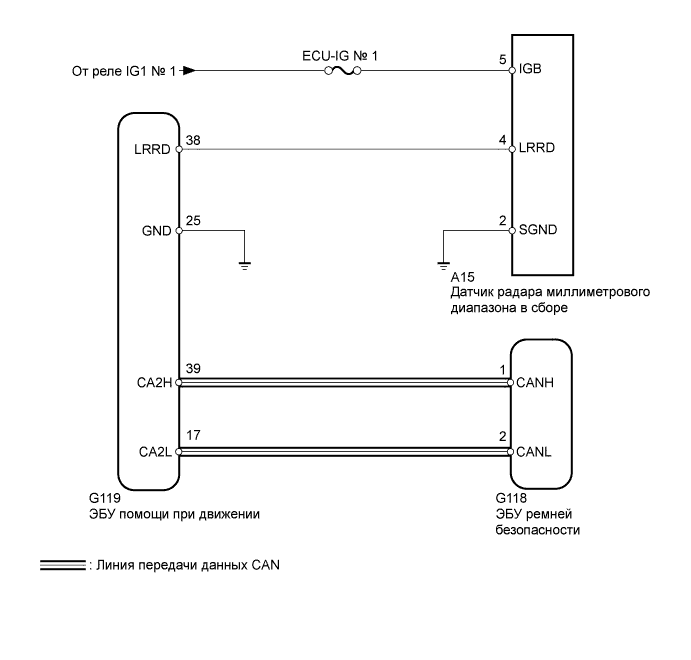 ECU-IG № 1
От реле IG1 № 1
5
IGB
LRRD
38
4
LRRD
GND
25
2
SGND
A15
Датчик радара миллиметрового
диапазона в сборе
CA2H
39
1
CANH
CA2L
17
2
CANL
G119
ЭБУ помощи при движении
G118
ЭБУ ремней
безопасности
: Линия передачи данных CAN